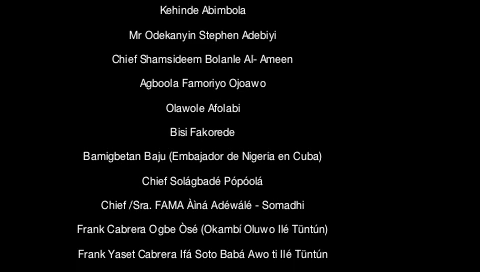 Kehinde Abimbola
Mr Odekanyin Stephen Adebiyi
Chief Shamsideem Bolanle Al- Ameen
Agboola Famoriyo Ojoawo
Olawole Afolabi
Bisi Fakorede
Bamigbetan Baju (Embajador de Nigeria en Cuba)
Chief Solágbadé Pópóolá
Chief /Sra. FAMA Àìná Adéwálé - Somadhi
Frank Cabrera Ogbe Òsé (Okambí Oluwo Ilé Tüntún)
Frank Yaset Cabrera Ifá Soto Babá Awo ti Ilé Tüntún